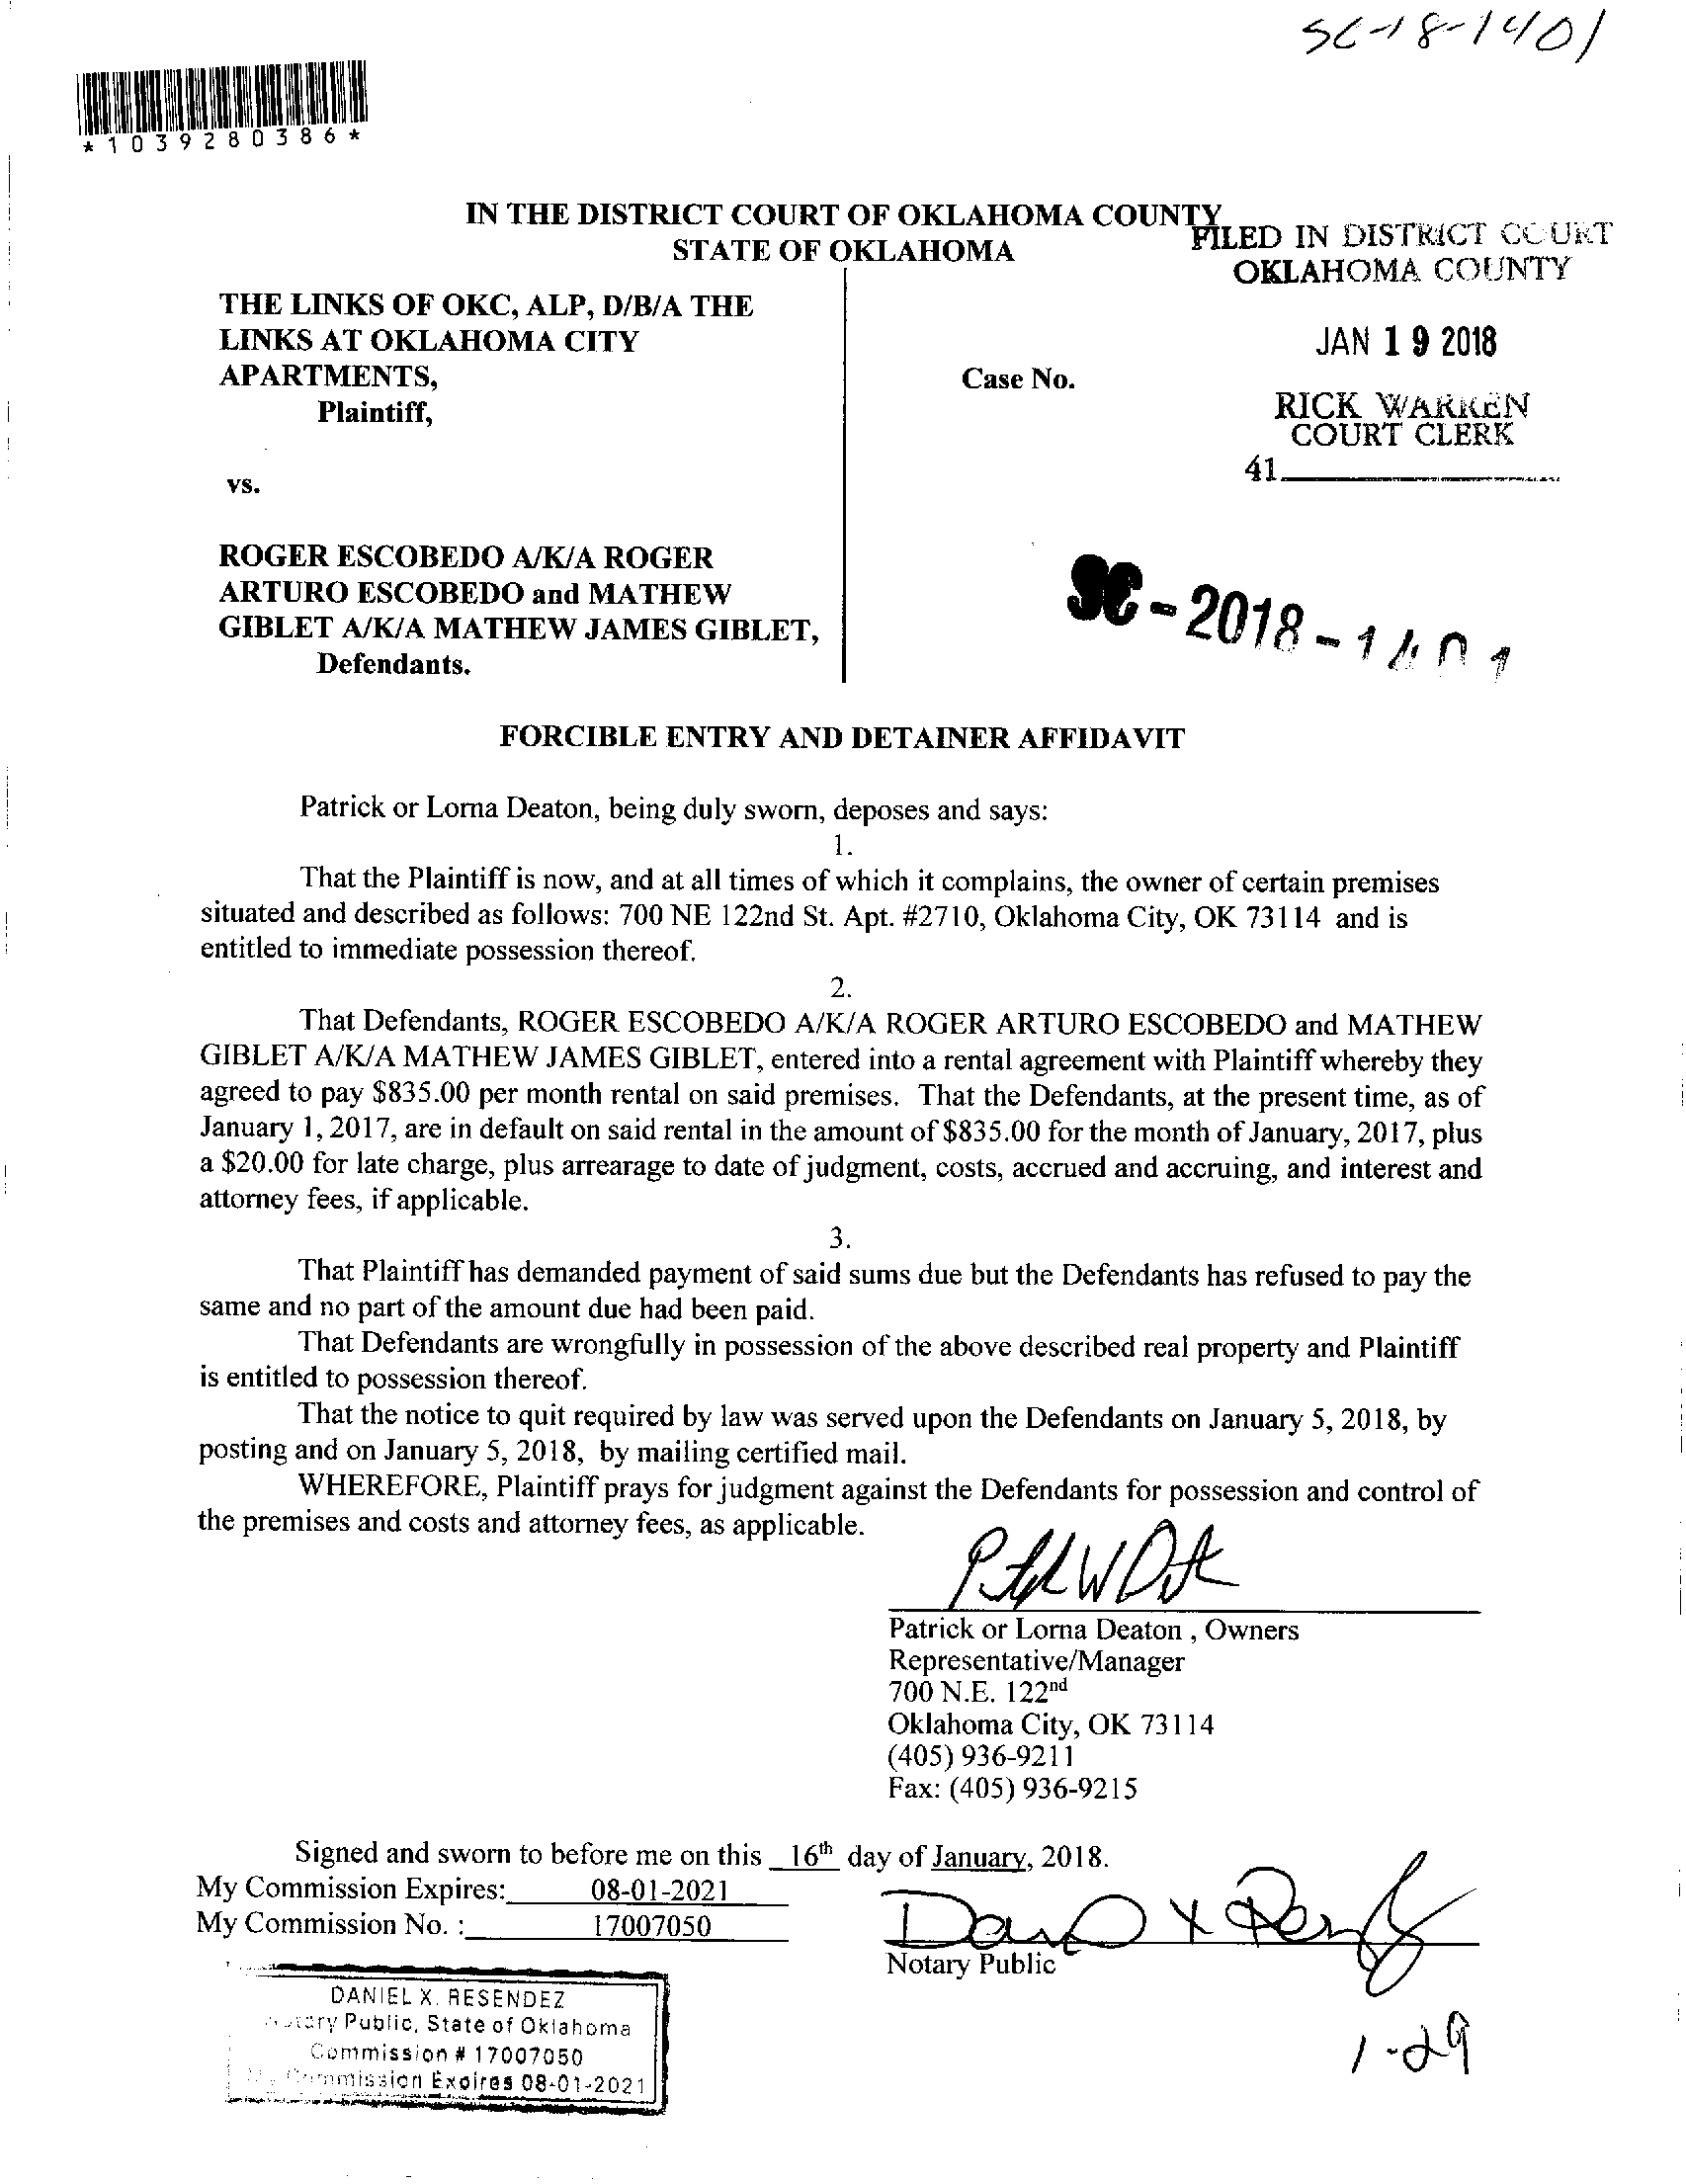 SC-18-1401
*1039280386*
IN THE DISTRICT COURT OF OKLAHOMA COUNTY
STATE OF OKLAHOMA
FILED IN DISTRICT COURT
OKLAHOMA COUNTY
JAN 19 2018
RICK WARREN
COURT CLERK
41
THE LINKS OF OKC, ALP, D/B/A THE
LINKS AT OKLAHOMA CITY
APARTMENTS,
Plaintiff,
Case No.
vs.
ROGER ESCOBEDO A/K/A ROGER
ARTURO ESCOBEDO and MATHEW
GIBLET A/K/A MATHEW JAMES GIBLET,
Defendants.
SC-2018-1401
FORCIBLE ENTRY AND DETAINER AFFIDAVIT
Patrick or Lorna Deaton, being duly sworn, deposes and says:
1.
That the Plaintiff is now, and at all times of which it complains, the owner of certain premises
situated and described as follows: 700 NE 122nd St. Apt. #2710, Oklahoma City, OK 73114 and is
entitled to immediate possession thereof.
2.
That Defendants, ROGER ESCOBEDO A/K/A ROGER ARTURO ESCOBEDO and MATHEW
GIBLET A/K/A MATHEW JAMES GIBLET, entered into a rental agreement with Plaintiff whereby they
agreed to pay $835.00 per month rental on said premises. That the Defendants, at the present time, as of
January 1, 2017, are in default on said rental in the amount of $835.00 for the month of January, 2017, plus
a $20.00 for late charge, plus arrearage to date of judgment, costs, accrued and accruing, and interest and
attorney fees, if applicable.
3.
That Plaintiff has demanded payment of said sums due but the Defendants has refused to pay the
same and no part of the amount due had been paid.
That Defendants are wrongfully in possession of the above described real property and Plaintiff
is entitled to possession thereof.
That the notice to quit required by law was served upon the Defendants on January 5, 2018, by
posting and on January 5, 2018, by mailing certified mail.
WHEREFORE, Plaintiff prays for judgment against the Defendants for possession and control of
the premises and costs and attorney fees, as applicable.
Patrick or Lorna Deaton , Owners
Representative/Manager
700 N.E. 122nd
Oklahoma City, OK 73114
(405) 936-9211
Fax: (405) 936-9215
Signed and sworn to before me on this 16th day of January, 2018.
My Commission Expires: 08-01-2021
My Commission No. : 17007050
Notary Public
DANIEL X. RESENDEZ
Notary Public, State of Oklahoma
Commission # 17007050
My Commission Expires 08-01-2021
1-29